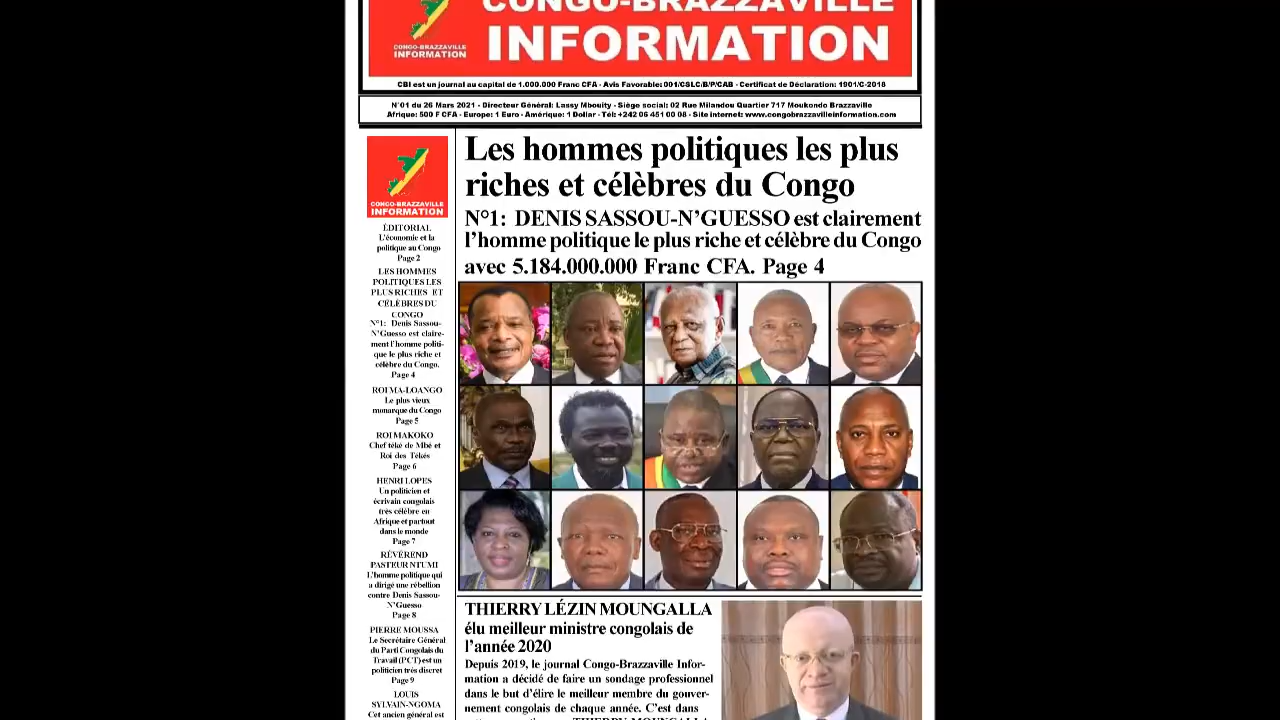 CONGO-BRAZZAVILLE
INFORMATION
CONGO-BRAZZAVILLE
INFORMATION
CBI est un journal au capital de 1.000.000 Franc CFA - Avis Favorable: 001/CSLC/B/P/CAB - Certificat de Déclaration: 1901/C-2018
N°01 du 26 Mars 2021 - Directeur Général: Lassy Mbouity - Siège social: 02 Rue Milandou Quartier 717 Moukondo Brazzaville
Afrique: 500 F CFA - Europe: 1 Euro - Amérique: 1 Dollar - Tél: +242 06 451 00 08 - Site internet: www.congobrazzavilleinformation.com
CONGO-BRAZZAVILLE
INFORMATION
ÉDITORIAL
L'économie et la
politique au Congo
Page 2
LES HOMMES
POLITIQUES LES
PLUS RICHES ET
CÉLÈBRES DU
CONGO
N°1: Denis Sassou-
N'Guesso est claire-
ment l'homme politi-
que le plus riche et
célèbre du Congo.
Page 4
ROI MA-LOANGO
Le plus vieux
monarque du Congo
Page 5
ROI MAKOKO
Chef téké de Mbé et
Roi des Tékés
Page 6
HENRI LOPES
Un politicien et
écrivain congolais
très célèbre en
Afrique et partout
dans le monde
Page 7
RÉVÉREND
PASTEUR NTUMI
L'homme politique qui
a dirigé une rébellion
contre Denis Sassou-
N'Guesso
Page 8
PIERRE MOUSSA
Le Secrétaire Général
du Parti Congolais du
Travail (PCT) est un
politicien très discret
Page 9
LOUIS
SYLVAIN-NGOMA
Cet ancien général est
Les hommes politiques les plus
riches et célèbres du Congo
N°1: DENIS SASSOU-N'GUESSO est clairement
l'homme politique le plus riche et célèbre du Congo
avec 5.184.000.000 Franc CFA. Page 4
THIERRY LÉZIN MOUNGALLA
élu meilleur ministre congolais de
l'année 2020
Depuis 2019, le journal Congo-Brazzaville Infor-
mation a décidé de faire un sondage professionnel
dans le but d'élire le meilleur membre du gouver-
nement congolais de chaque année. C'est dans